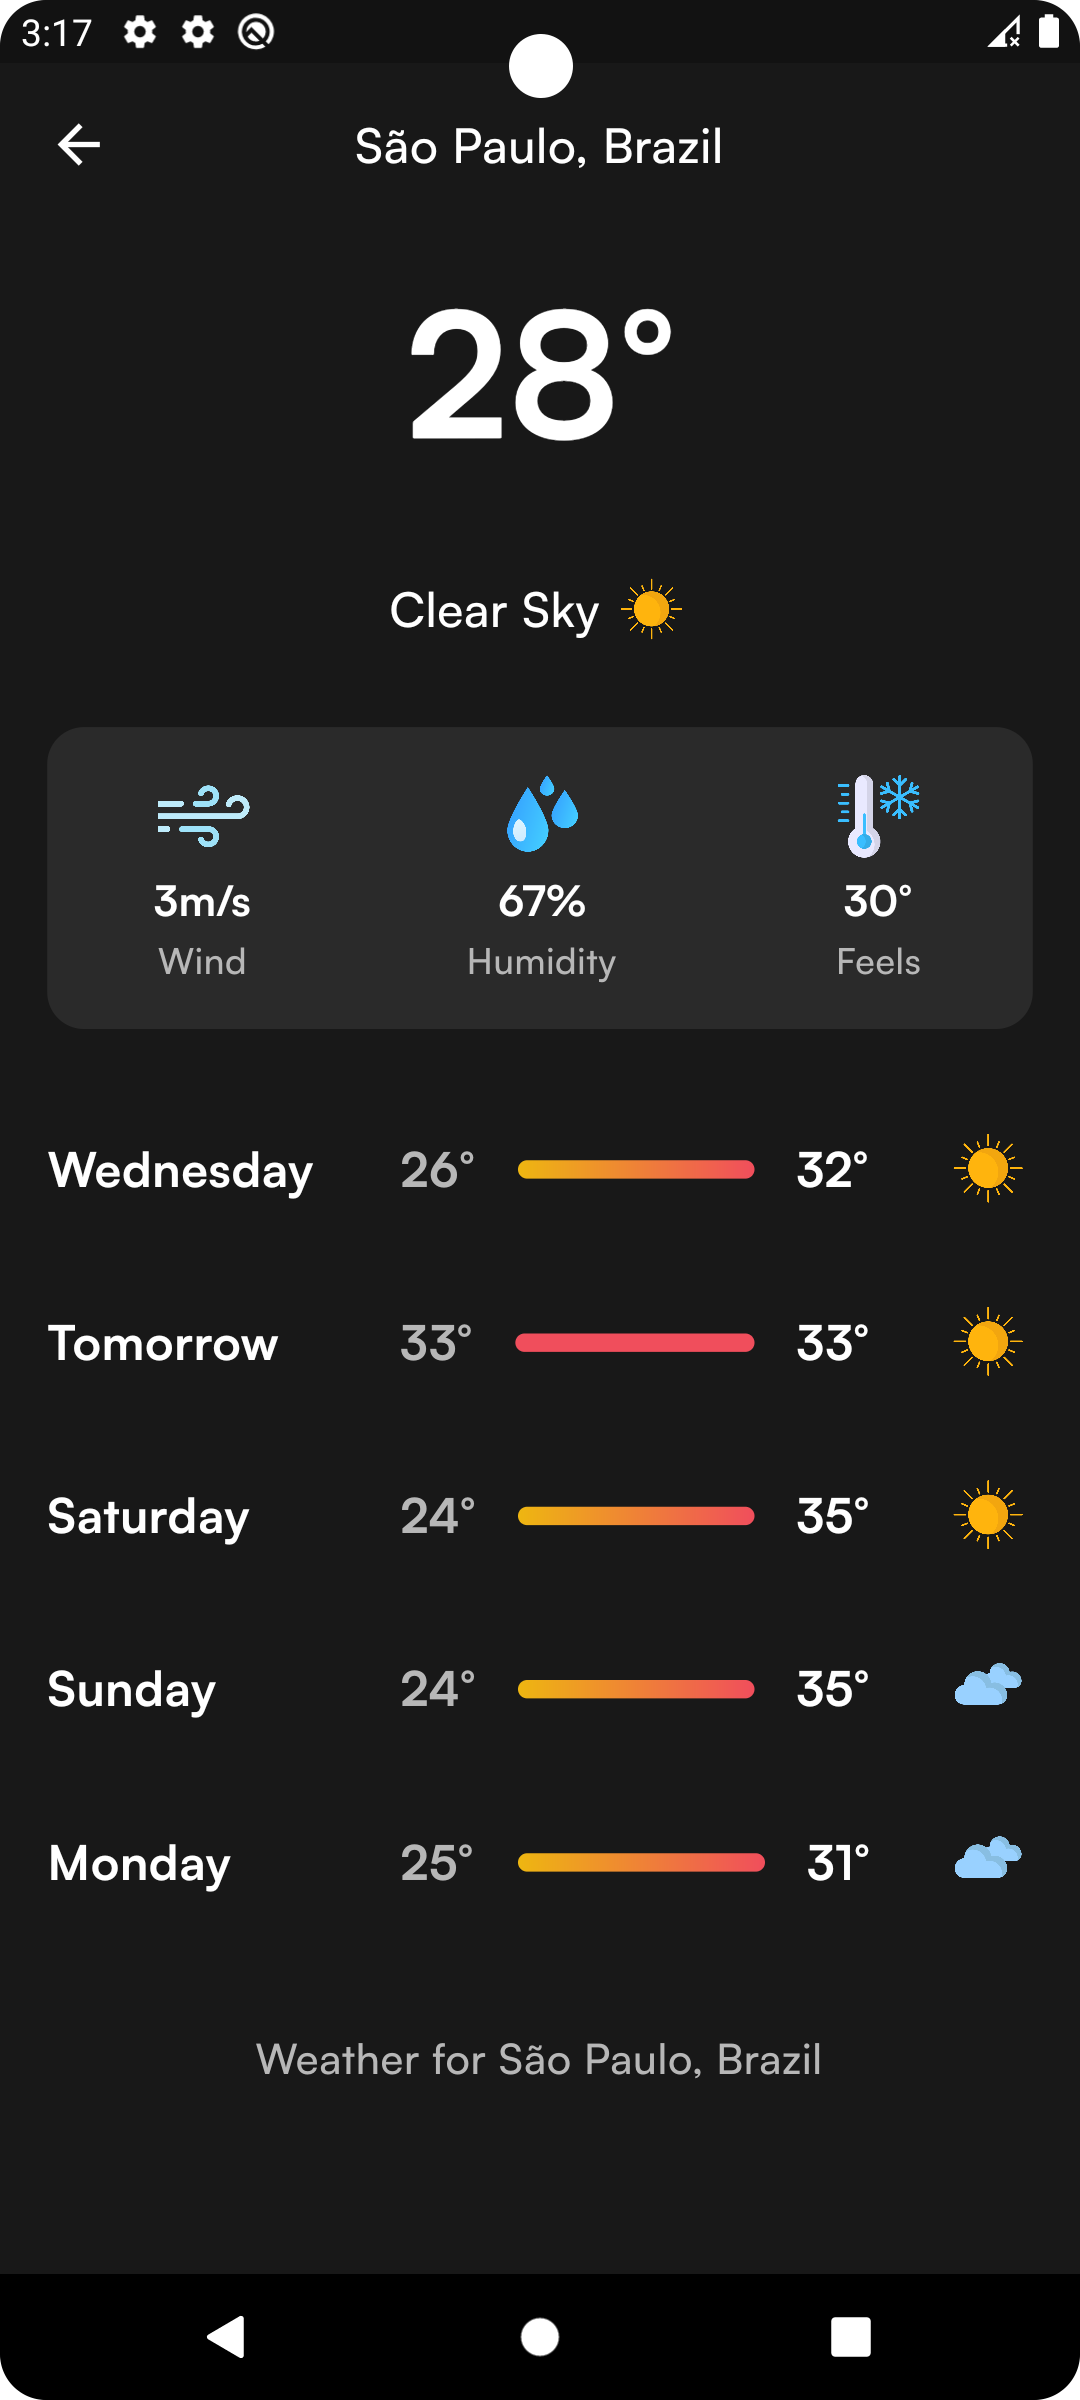 3:17
São Paulo, Brazil
28°
Clear Sky
3m/s 67% 30°
Wind Humidity Feels
Wednesday 26° 32°
Tomorrow 33° 33°
Saturday 24° 35°
Sunday 24° 35°
Monday 25° 31°
Weather for São Paulo, Brazil